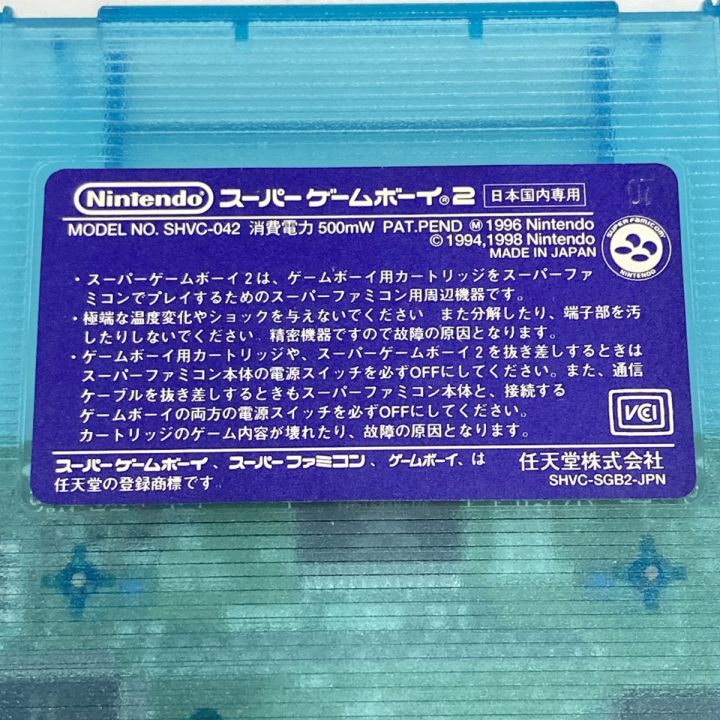 Nintendo スーパーゲームボーイ®2 日本国内専用
MODEL NO. SHVC-042 消費電力 500mW PAT.PEND Ⓜ 1996 Nintendo
© 1994,1998 Nintendo
MADE IN JAPAN
SUPER FAMICOM
NINTENDO
・スーパーゲームボーイ2は、ゲームボーイ用カートリッジをスーパーファ
ミコンでプレイするためのスーパーファミコン用周辺機器です。
・極端な温度変化やショックを与えないでください また分解したり、端子部を汚
したりしないでください 精密機器ですので故障の原因となります。
・ゲームボーイ用カートリッジや、スーパーゲームボーイ2を抜き差しするときは
スーパーファミコン本体の電源スイッチを必ずOFFにしてください。また、通信
ケーブルを抜き差しするときもスーパーファミコン本体と、接続する
ゲームボーイの両方の電源スイッチを必ずOFFにしてください。
カートリッジのゲーム内容が壊れたり、故障の原因となります。
VCI
スーパーゲームボーイ、スーパーファミコン、ゲームボーイ、は
任天堂の登録商標です
任天堂株式会社
SHVC-SGB2-JPN